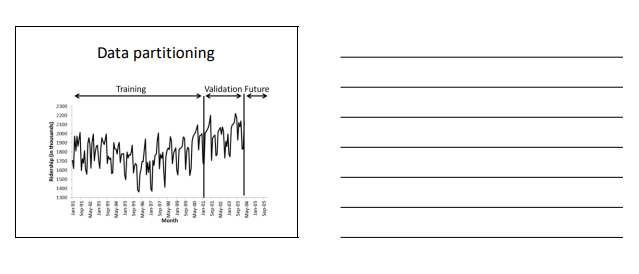 Data partitioning
Training
Validation Future
2300
2200
2100
2000
1900
1800
1700
1600
1500
1400
1300
Ridership (in thousands)
Jan-91
Sep-91
May-92
Jan-93
Sep-93
May-94
Jan-95
Sep-95
May-96
Jan-97
Sep-97
May-98
Jan-99
Sep-99
May-00
Jan-01
Sep-01
May-02
Jan-03
Sep-03
May-04
Jan-05
Sep-05
Month